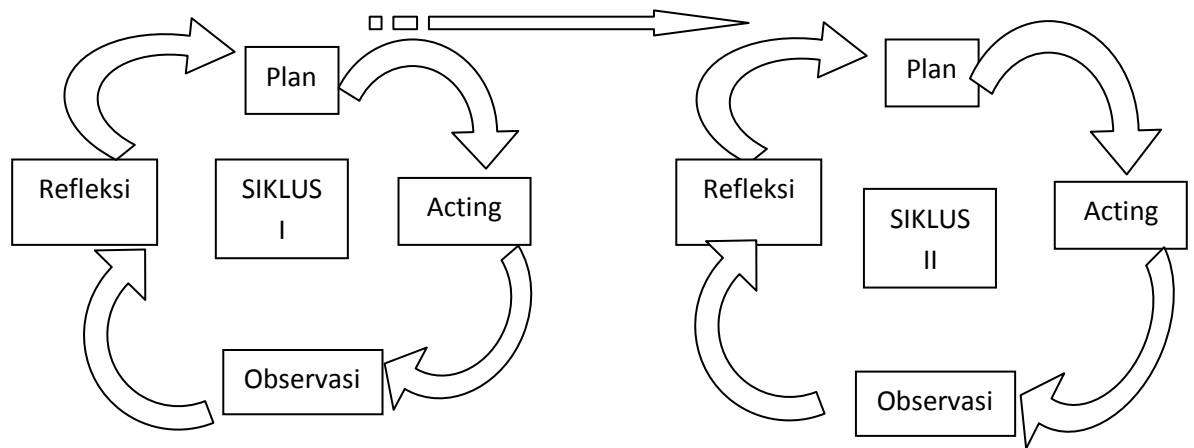 Plan
Refleksi
SIKLUS
I
Acting
Observasi
Plan
Refleksi
SIKLUS
II
Acting
Observasi